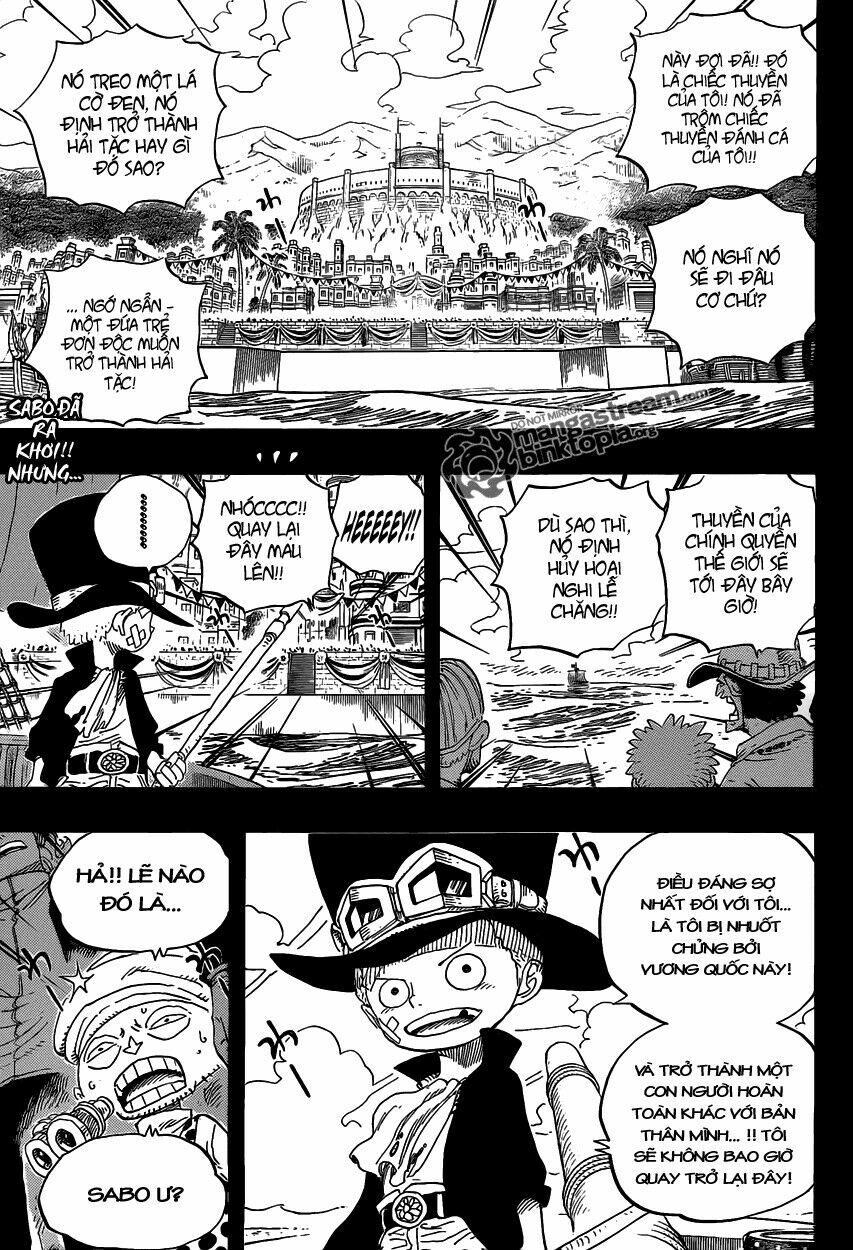 NÀY ĐỢI ĐÃ!! ĐÓ
LÀ CHIẾC THUYỀN
CỦA TÔI! NÓ ĐÃ
TRỘM CHIẾC
THUYỀN ĐÁNH CÁ
CỦA TÔI!!
NÓ TREO MỘT LÁ
CỜ ĐEN, NÓ
ĐỊNH TRỞ THÀNH
HẢI TẶC HAY GÌ
ĐÓ SAO?
NÓ NGHĨ NÓ
SẼ ĐI ĐÂU
CƠ CHỨ?
... NGỚ NGẨN -
MỘT ĐỨA TRẺ
ĐƠN ĐỘC MUỐN
TRỞ THÀNH HẢI
TẶC!
SABO ĐÃ
RA
KHƠI!!
NHƯNG...
DO NOT MIRROR
mangastream.com
binktopia.org
THUYỀN CỦA
CHÍNH QUYỀN
THẾ GIỚI SẼ
TỚI ĐÂY BÂY
GIỜ!
DÙ SAO THÌ,
NÓ ĐỊNH
HỦY HOẠI
NGHI LỄ
CHĂNG!!
HEEEEEY!!
NHÓCCCC!!
QUAY LẠI
ĐÂY MAU
LÊN!!
..........
ĐIỀU ĐÁNG SỢ
NHẤT ĐỐI VỚI TÔI...
LÀ TÔI BỊ NHUỐT
CHỬNG BỞI
VƯƠNG QUỐC NÀY!
VÀ TRỞ THÀNH MỘT
CON NGƯỜI HOÀN
TOÀN KHÁC VỚI BẢN
THÂN MÌNH... !! TÔI
SẼ KHÔNG BAO GIỜ
QUAY TRỞ LẠI ĐÂY!
HẢ!! LẼ NÀO
ĐÓ LÀ...
SABO Ư?